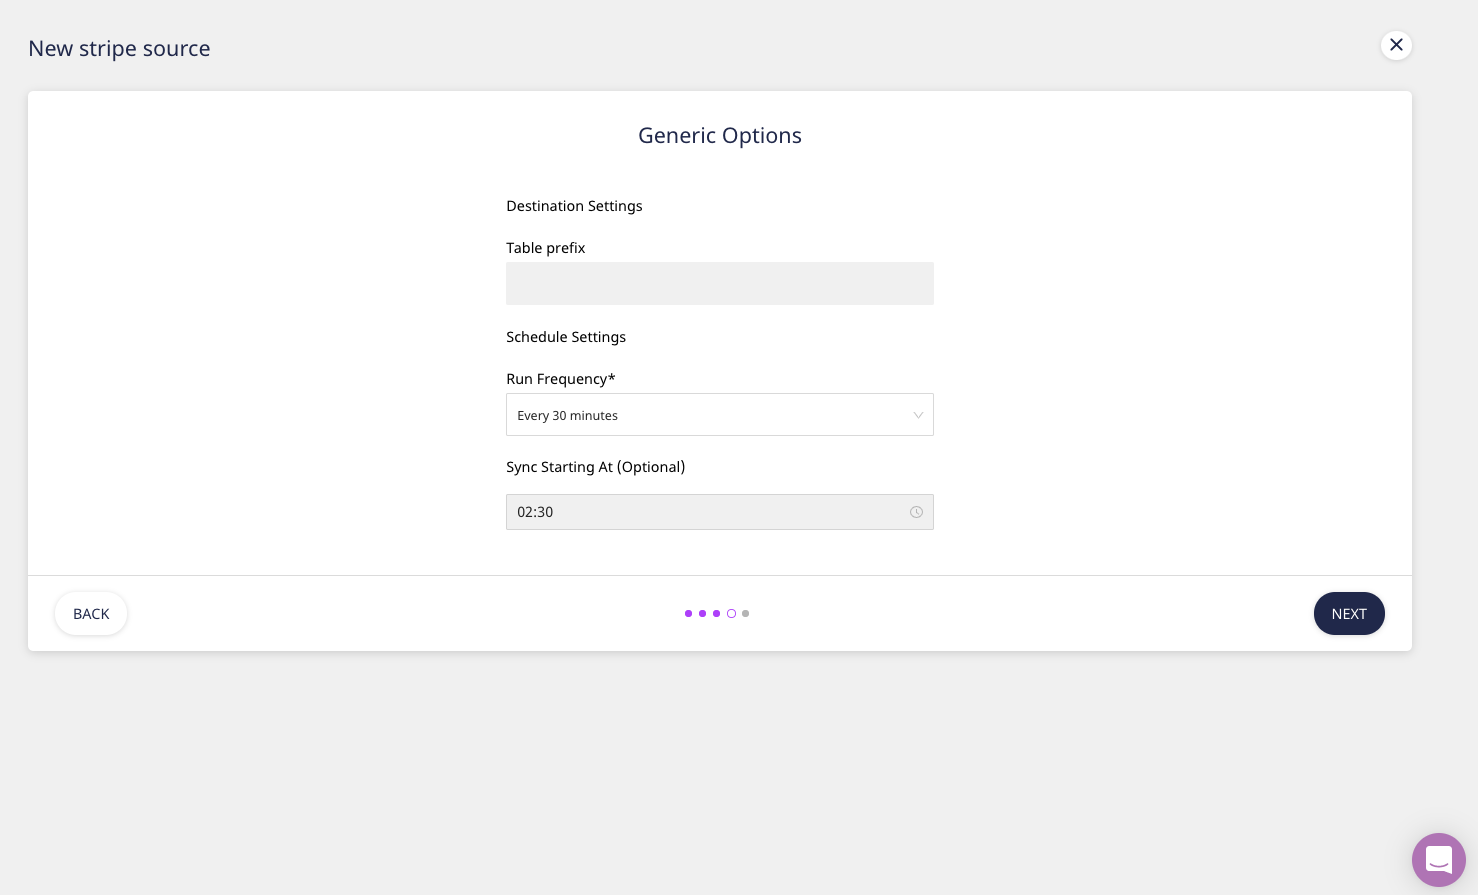 New stripe source
Generic Options
Destination Settings
Table prefix
Schedule Settings
Run Frequency*
Every 30 minutes
Sync Starting At (Optional)
02:30
BACK
NEXT